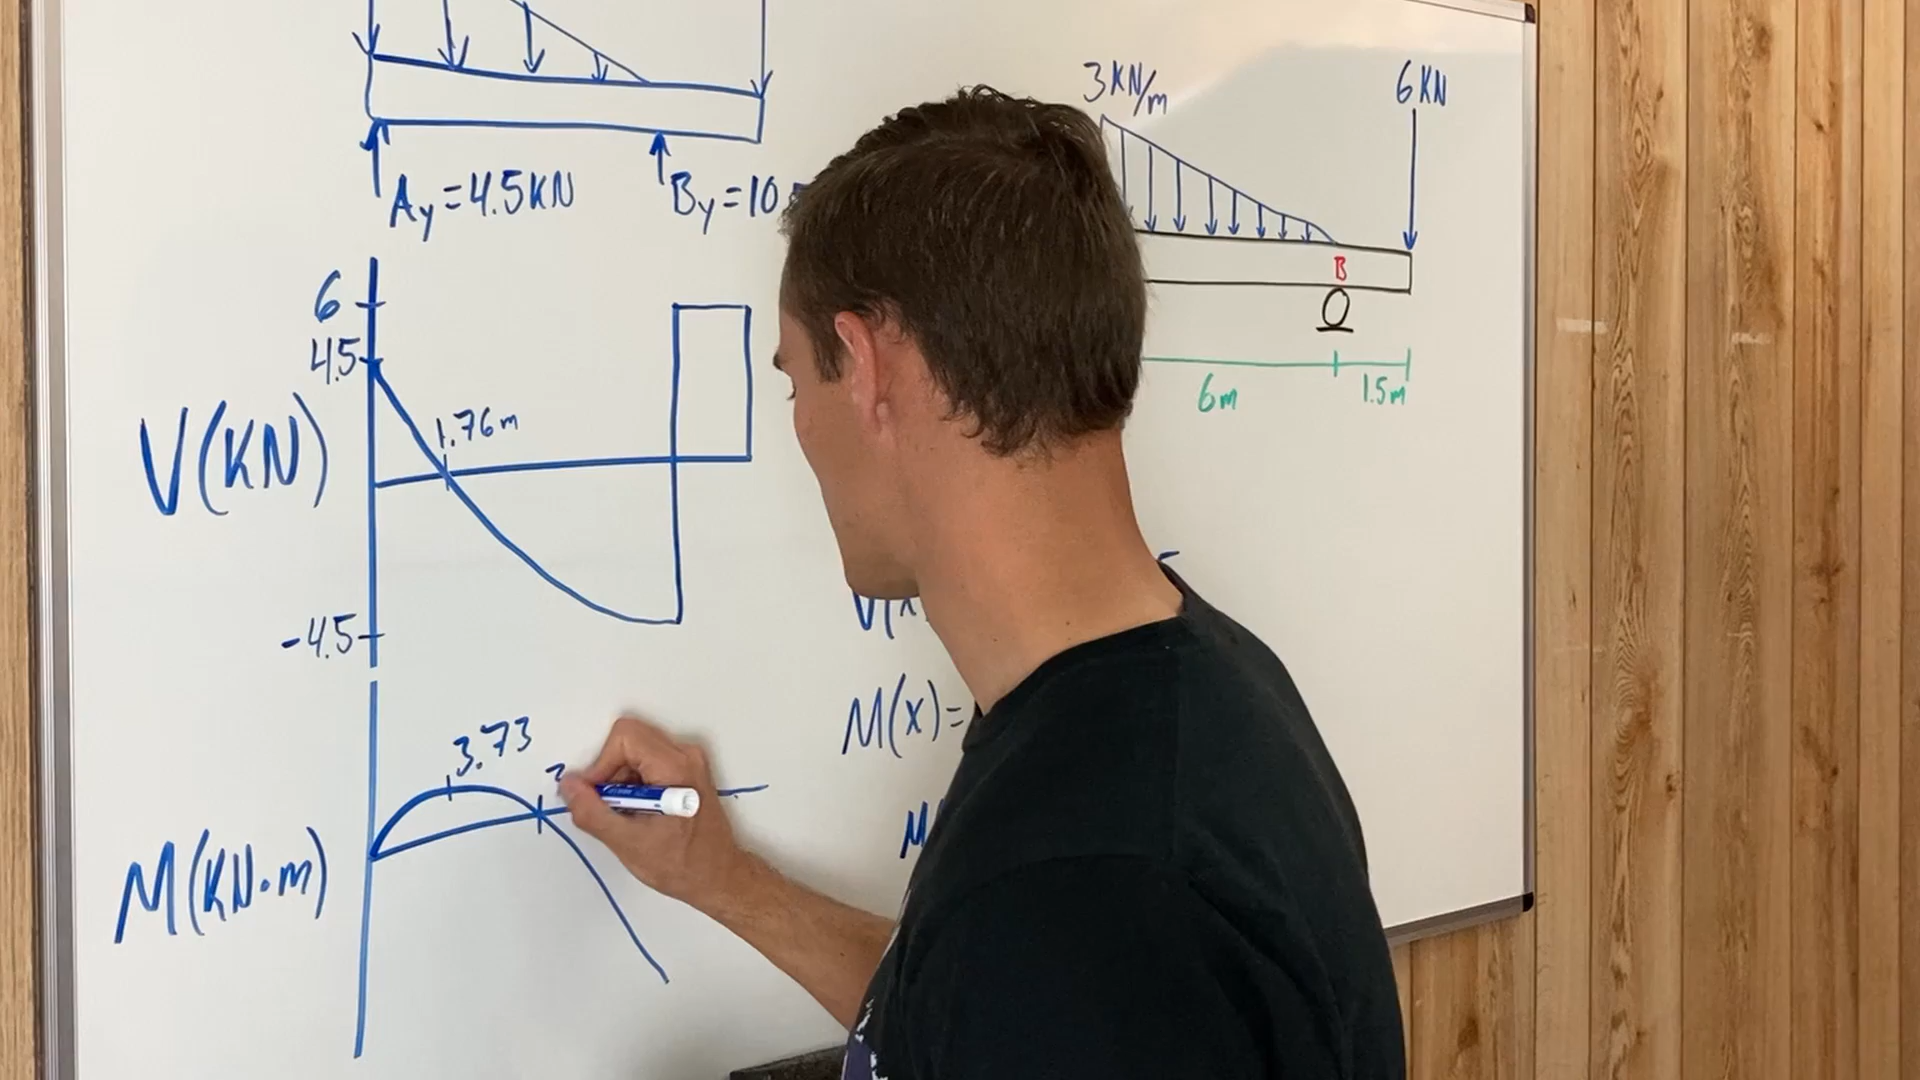 3KN/m
6KN
Ay=4.5KN
By=10
B
6m
1.5m
6
4.5
V(KN)
1.76m
-4.5
3.73
M(KN·m)
M(x)=
M